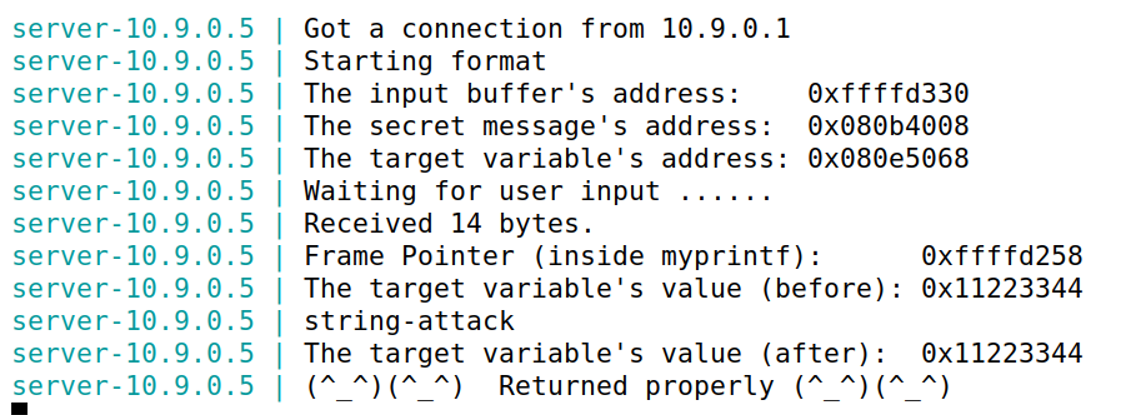 server-10.9.0.5 | Got a connection from 10.9.0.1
server-10.9.0.5 | Starting format
server-10.9.0.5 | The input buffer's address:    0xffffd330
server-10.9.0.5 | The secret message's address:  0x080b4008
server-10.9.0.5 | The target variable's address: 0x080e5068
server-10.9.0.5 | Waiting for user input ......
server-10.9.0.5 | Received 14 bytes.
server-10.9.0.5 | Frame Pointer (inside myprintf):      0xffffd258
server-10.9.0.5 | The target variable's value (before): 0x11223344
server-10.9.0.5 | string-attack
server-10.9.0.5 | The target variable's value (after):  0x11223344
server-10.9.0.5 | (^_^)(^_^)  Returned properly (^_^)(^_^)